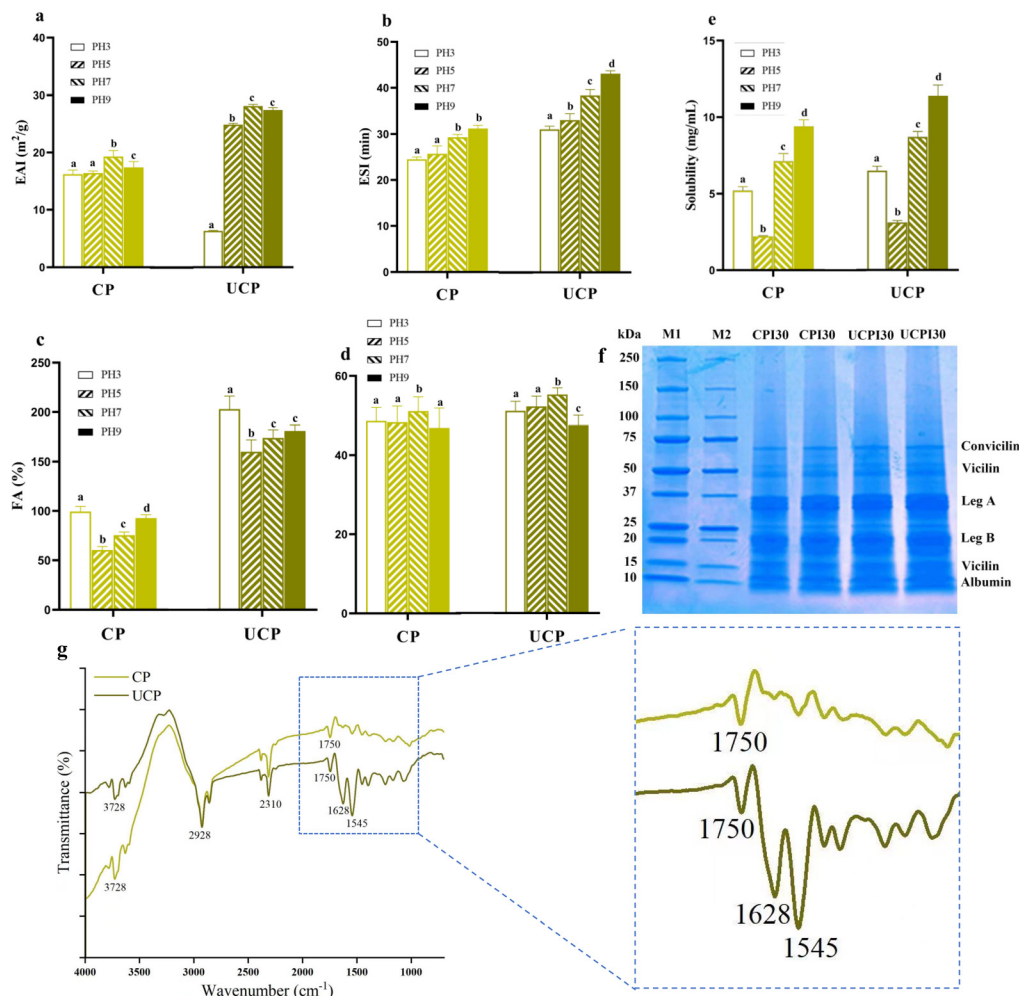 a
PH3
PH5
PH7
PH9
EAI (m²/g)
40
30
20
10
0
a a b c
a b c c
CP UCP
b
PH3
PH5
PH7
PH9
ESI (min)
50
40
30
20
10
0
a a b b
a b c d
CP UCP
e
PH3
PH5
PH7
PH9
Solubility (mg/mL)
15
10
5
0
a b c d
a b c d
CP UCP
c
PH3
PH5
PH7
PH9
FA (%)
250
200
150
100
50
0
a b c d
a b c c
CP UCP
d
PH3
PH5
PH7
PH9
60
40
20
0
a a b a
a a b c
CP UCP
f
kDa M1 M2 CPI30 CPI30 UCPI30 UCPI30
250
150
100
75
50
37
25
20
15
10
Convicilin
Vicilin
Leg A
Leg B
Vicilin
Albumin
g
CP
UCP
Transmittance (%)
3728
3728
2928
2310
1750
1750
1628
1545
4000 3000 2000 1000
Wavenumber (cm⁻¹)
1750
1750
1628
1545